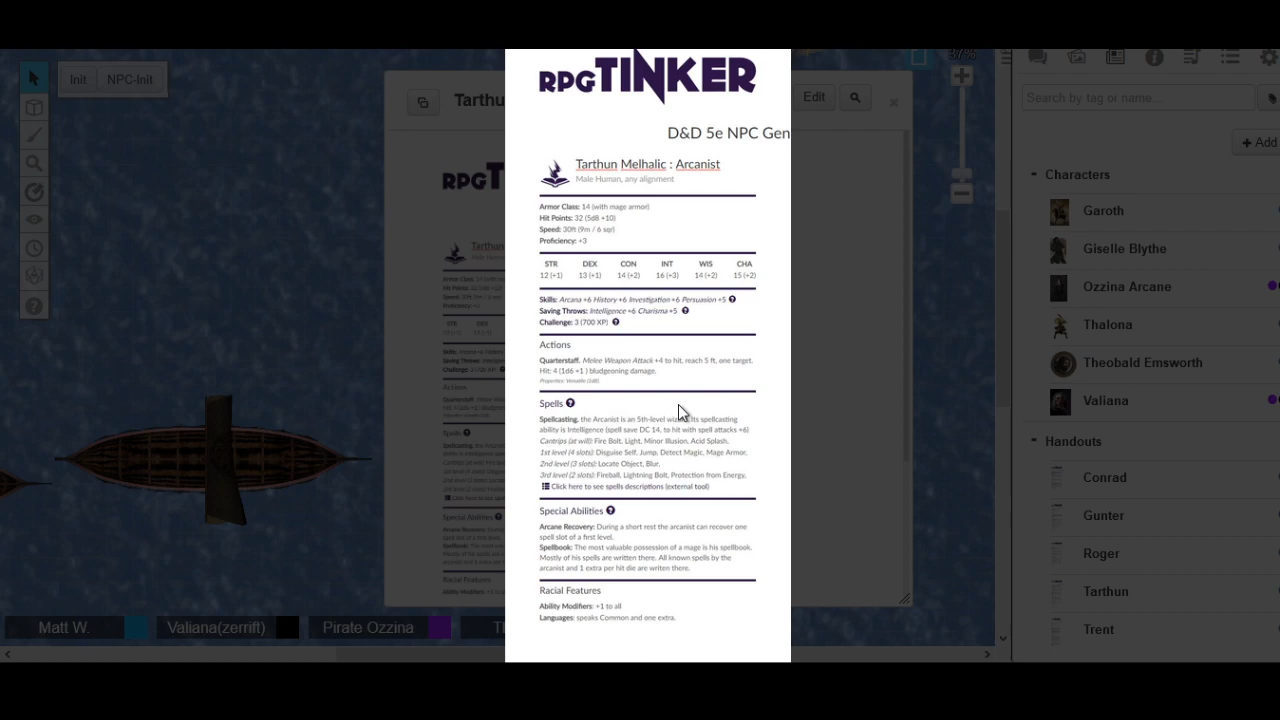 Init NPC-Init
Tarthu
Edit
37%
Search by tag or name...
+ Add
RPGTINKER
D&D 5e NPC Gen
Tarthun Melhalic : Arcanist
Male Human, any alignment
Armor Class: 14 (with mage armor)
Hit Points: 32 (5d8 +10)
Speed: 30ft (9m / 6 sqr)
Proficiency: +3
STR DEX CON INT WIS CHA
12 (+1) 13 (+1) 14 (+2) 16 (+3) 14 (+2) 15 (+2)
Skills: Arcana +6 History +6 Investigation +6 Persuasion +5
Saving Throws: Intelligence +6 Charisma +5
Challenge: 3 (700 XP)
Actions
Quarterstaff. Melee Weapon Attack +4 to hit, reach 5 ft, one target.
Hit: 4 (1d6 +1 ) bludgeoning damage.
Properties: Versatile (1d8)
Spells
Spellcasting. the Arcanist is an 5th-level wizard. Its spellcasting
ability is Intelligence (spell save DC 14, to hit with spell attacks +6)
Cantrips (at will): Fire Bolt, Light, Minor Illusion, Acid Splash.
1st level (4 slots): Disguise Self, Jump, Detect Magic, Mage Armor,
2nd level (3 slots): Locate Object, Blur,
3rd level (2 slots): Fireball, Lightning Bolt, Protection from Energy,
Click here to see spells descriptions (external tool)
Special Abilities
Arcane Recovery: During a short rest the arcanist can recover one
spell slot of a first level.
Spellbook: The most valuable possession of a mage is his spellbook.
Mostly of his spells are written there. All known spells by the
arcanist and 1 extra per hit die are writen there.
Racial Features
Ability Modifiers: +1 to all
Languages: speaks Common and one extra.
Characters
Garoth
Giselle Blythe
Ozzina Arcane
Thalona
Theobald Emsworth
Valiana
Handouts
Conrad
Gunter
Roger
Tarthun
Trent
Matt W. Valiana(zerrift) Pirate Ozzina